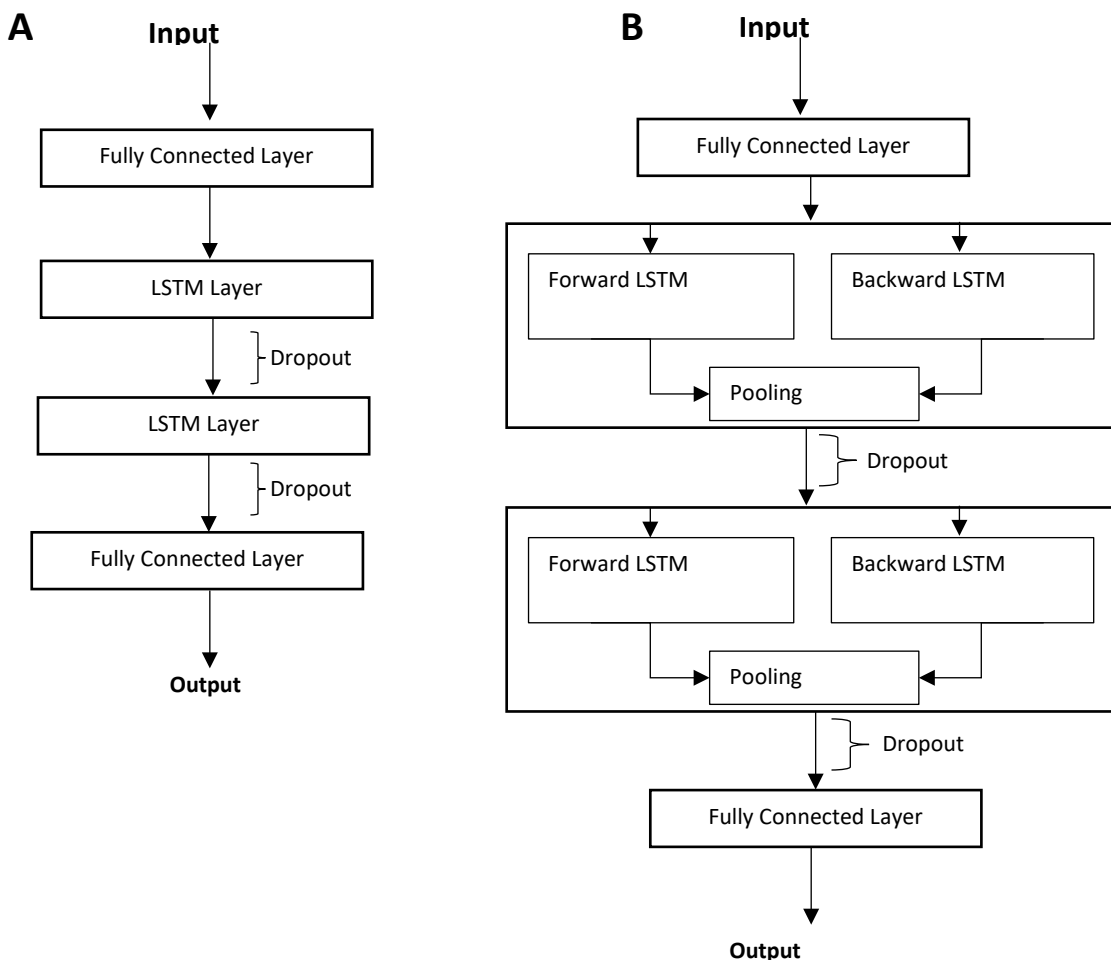 A
Input
Fully Connected Layer
LSTM Layer
Dropout
LSTM Layer
Dropout
Fully Connected Layer
Output
B
Input
Fully Connected Layer
Forward LSTM
Backward LSTM
Pooling
Dropout
Forward LSTM
Backward LSTM
Pooling
Dropout
Fully Connected Layer
Output